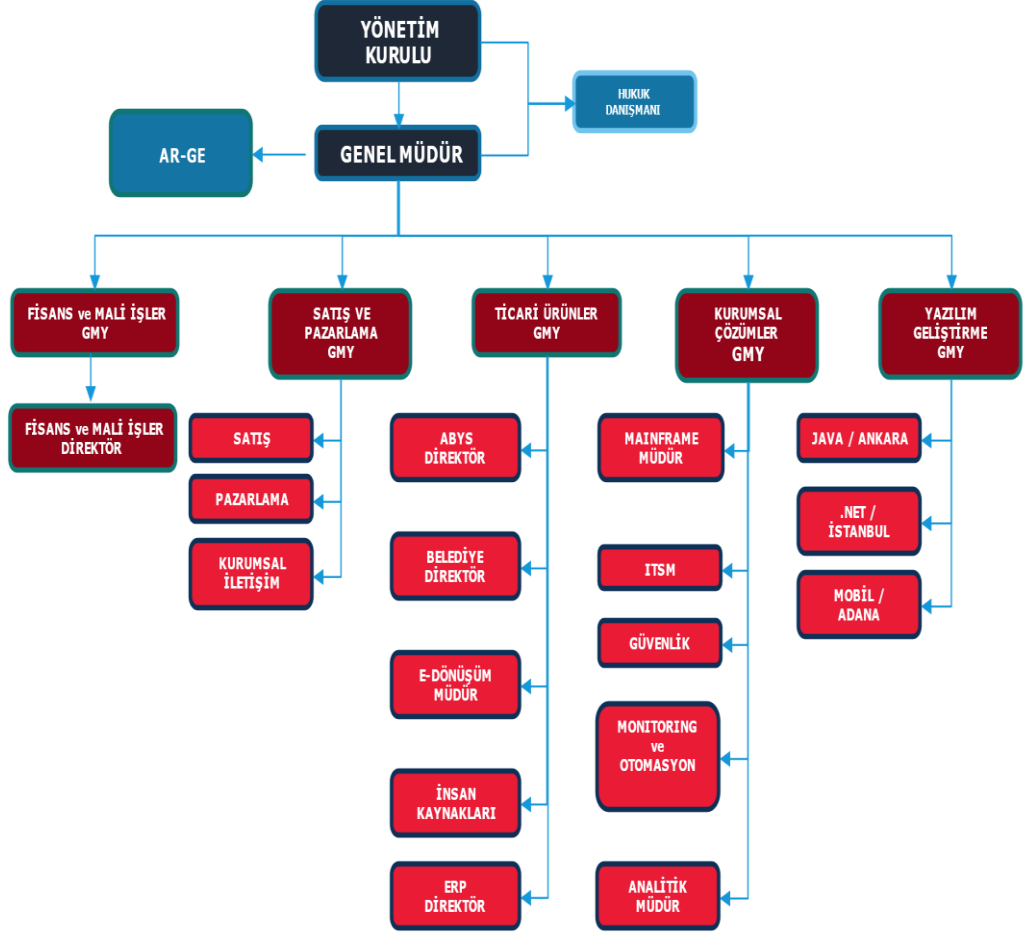 YÖNETİM
KURULU
HUKUK
DANIŞMANI
AR-GE
GENEL MÜDÜR
FİSANS ve MALİ İŞLER
GMY
SATIŞ VE
PAZARLAMA
GMY
TİCARİ ÜRÜNLER
GMY
KURUMSAL
ÇÖZÜMLER
GMY
YAZILIM
GELİŞTİRME
GMY
FİSANS ve MALİ İŞLER
DİREKTÖR
SATIŞ
PAZARLAMA
KURUMSAL
İLETİŞİM
ABYS
DİREKTÖR
BELEDİYE
DİREKTÖR
E-DÖNÜŞÜM
MÜDÜR
İNSAN
KAYNAKLARI
ERP
DİREKTÖR
MAINFRAME
MÜDÜR
ITSM
GÜVENLİK
MONITORING
ve
OTOMASYON
ANALİTİK
MÜDÜR
JAVA / ANKARA
.NET /
İSTANBUL
MOBİL /
ADANA